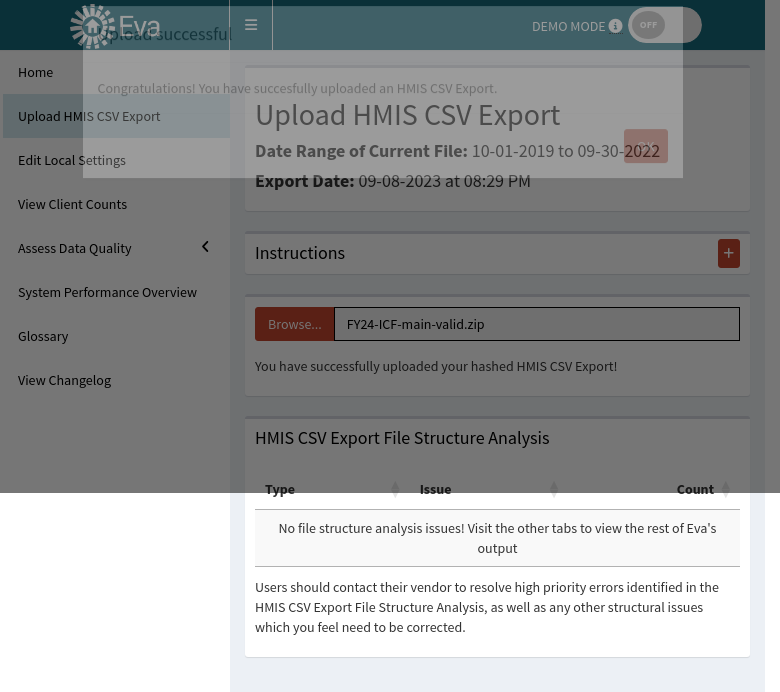 Eva
Upload successful
DEMO MODE
OFF
Home
Upload HMIS CSV Export
Edit Local Settings
View Client Counts
Assess Data Quality
System Performance Overview
Glossary
View Changelog
Congratulations! You have succesfully uploaded an HMIS CSV Export.
OK
Upload HMIS CSV Export
Date Range of Current File: 10-01-2019 to 09-30-2022
Export Date: 09-08-2023 at 08:29 PM
Instructions
+
Browse...
FY24-ICF-main-valid.zip
You have successfully uploaded your hashed HMIS CSV Export!
HMIS CSV Export File Structure Analysis
Type Issue Count
No file structure analysis issues! Visit the other tabs to view the rest of Eva's
output
Users should contact their vendor to resolve high priority errors identified in the
HMIS CSV Export File Structure Analysis, as well as any other structural issues
which you feel need to be corrected.